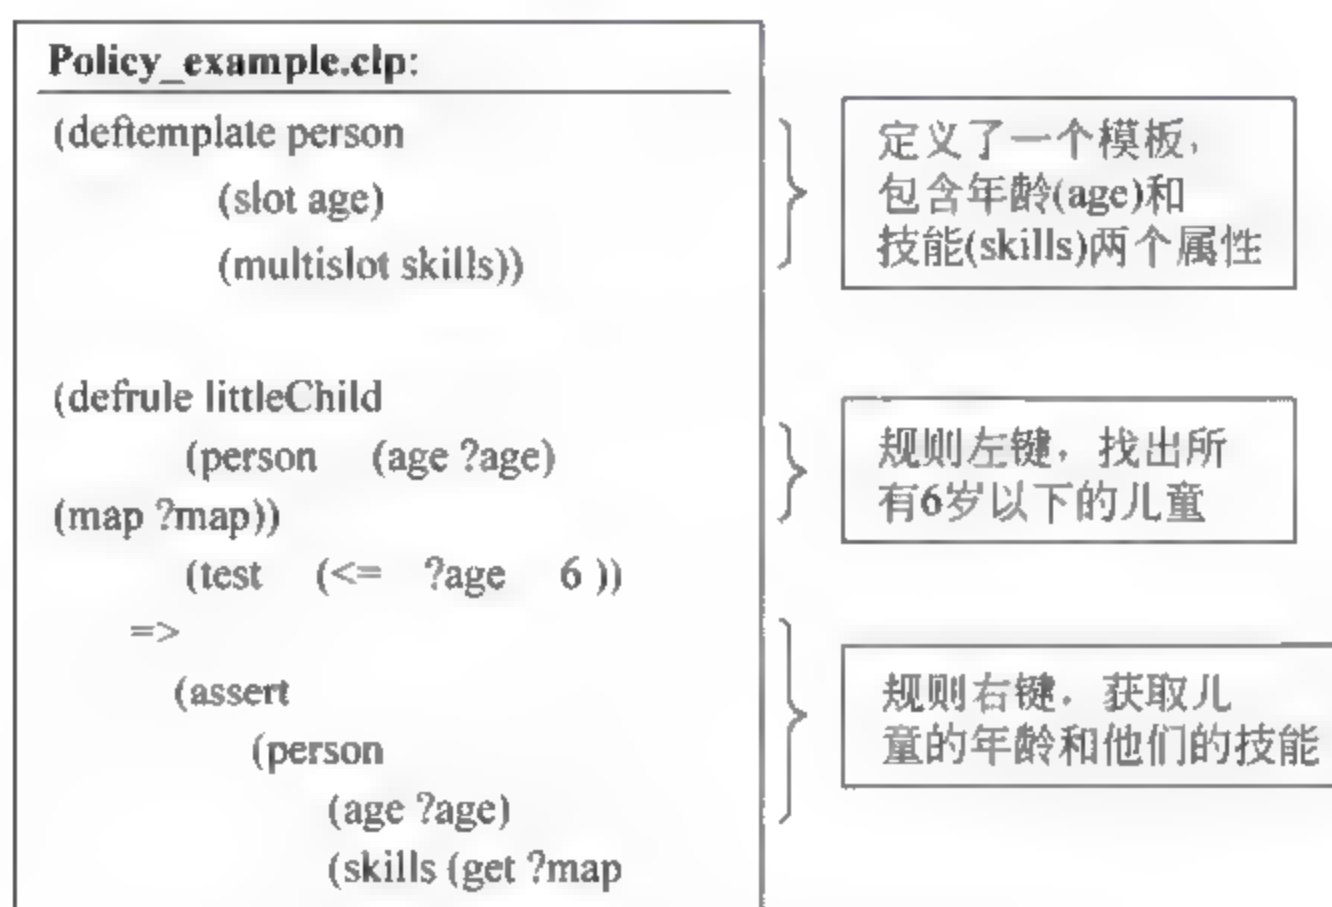 Policy_example.clp:
(deftemplate person
(slot age)
(multislot skills))
定义了一个模板，
包含年龄(age)和
技能(skills)两个属性
(defrule littleChild
(person (age ?age)
(map ?map))
(test (<= ?age 6 ))
规则左键，找出所
有6岁以下的儿童
=>
(assert
(person
(age ?age)
(skills (get ?map
规则右键，获取儿
童的年龄和他们的技能